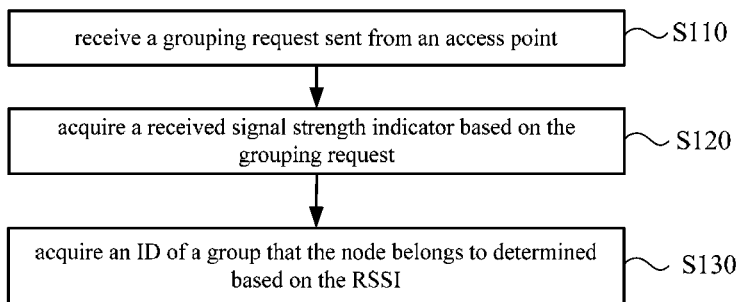 receive a grouping request sent from an access point
S110
acquire a received signal strength indicator based on the
grouping request
S120
acquire an ID of a group that the node belongs to determined
based on the RSSI
S130